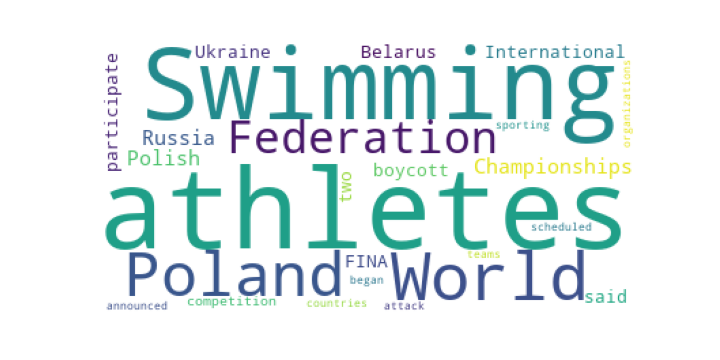 Ukraine Belarus International
Swimming
participate
organizations
sporting
Russia Federation
Polish boycott Championships
two
athletes
scheduled
teams
Poland FINA World said
began
announced competition countries attack